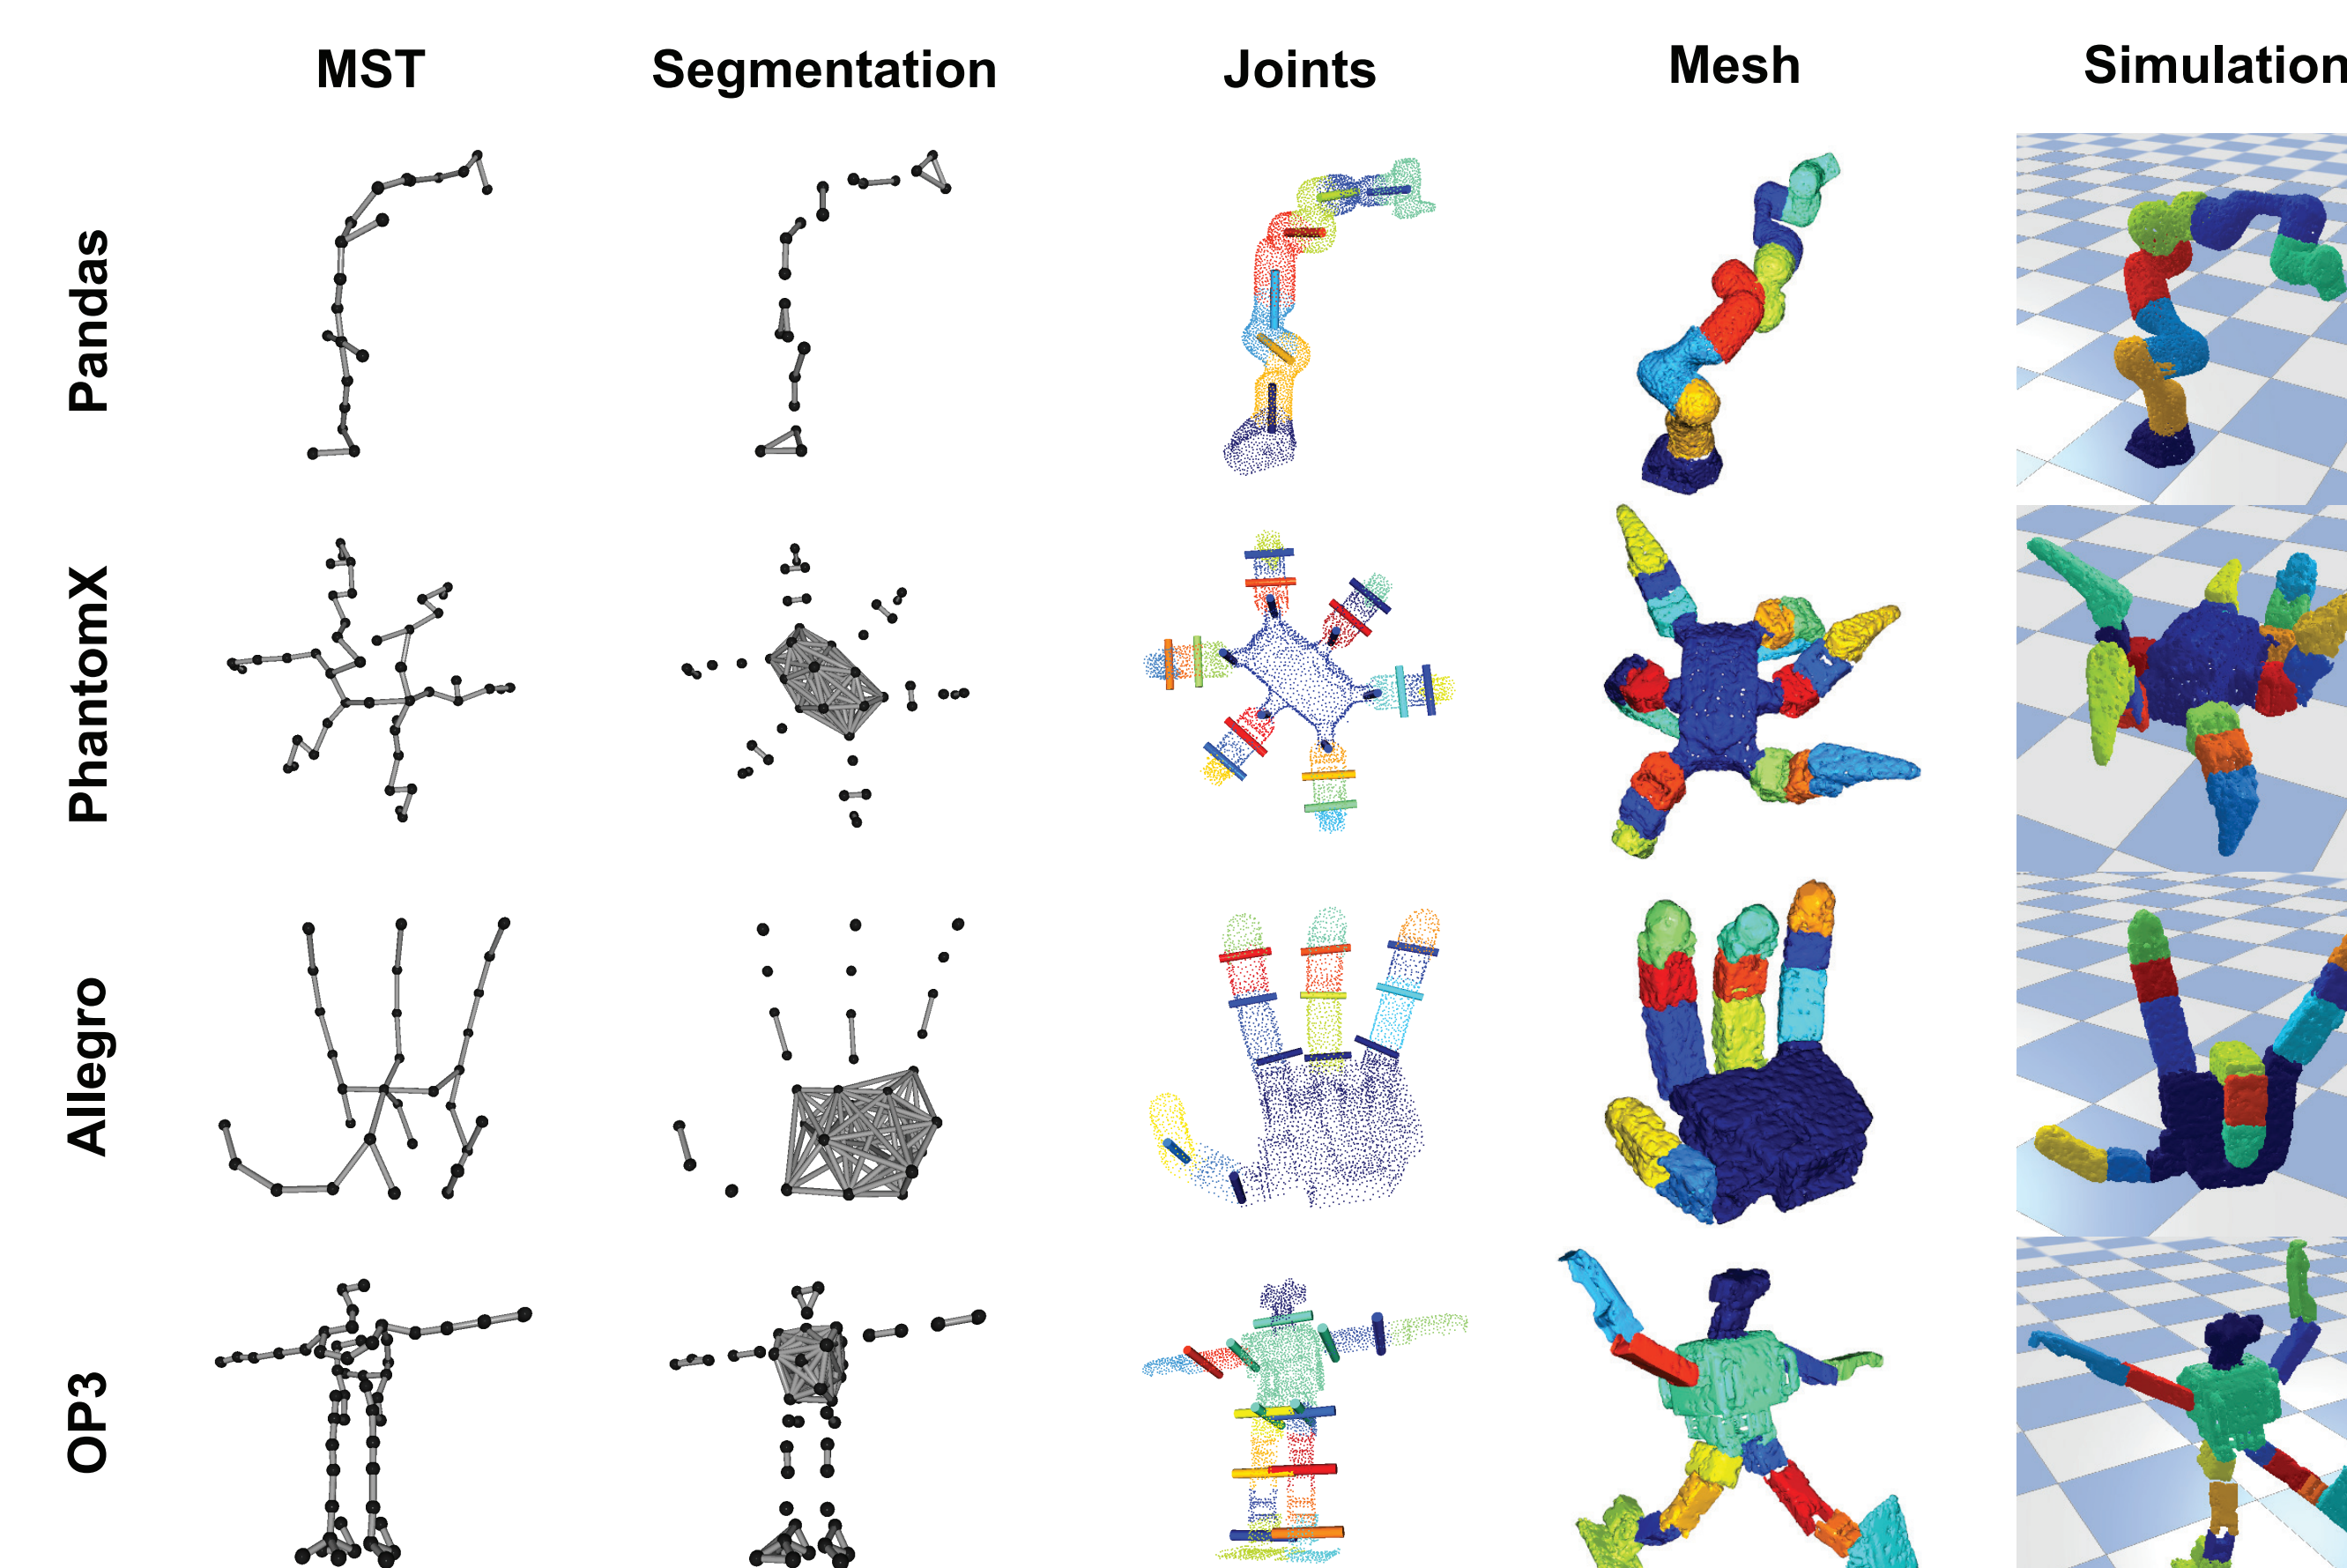 MST
Segmentation
Joints
Mesh
Simulation
Pandas
PhantomX
Allegro
OP3